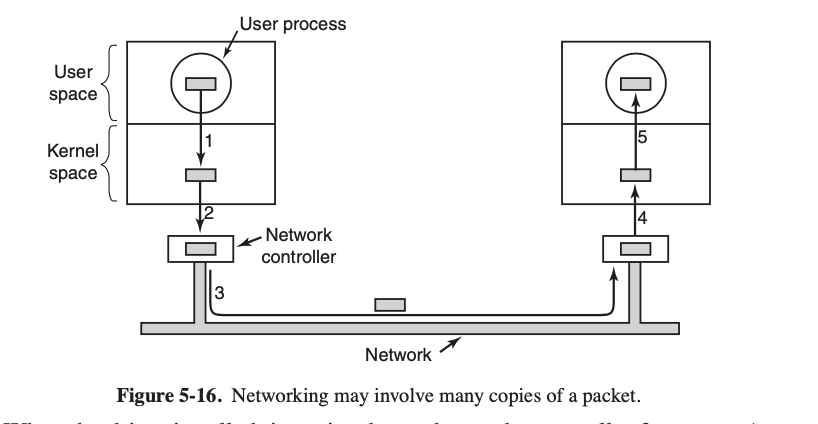 User process
User
space
1
5
Kernel
space
2
4
Network
controller
3
Network
Figure 5-16. Networking may involve many copies of a packet.